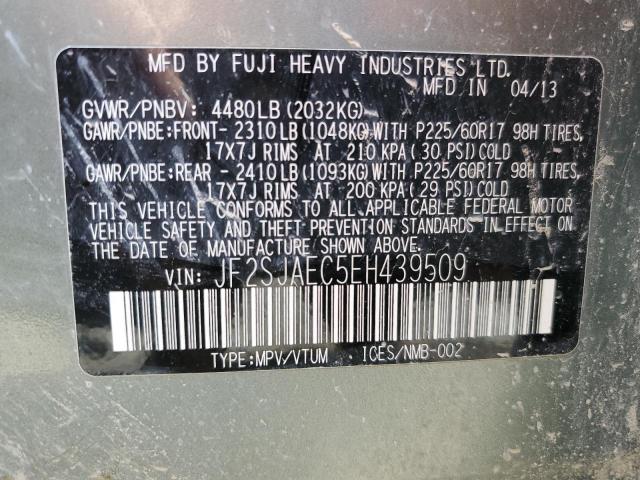 MFD BY FUJI HEAVY INDUSTRIES LTD.
MFD IN 04/13
GVWR/PNBV: 4480LB(2032KG)
GAWR/PNBE:FRONT-2310LB(1048KG)WITH P225/60R17 98H TIRES,
17X7J RIMS AT 210 KPA (30 PSI)COLD
GAWR/PNBE:REAR -2410LB(1093KG)WITH P225/60R17 98H TIRES,
17X7J RIMS AT 200 KPA (29 PSI)COLD
THIS VEHICLE CONFORMS TO ALL APPLICABLE FEDERAL MOTOR
VEHICLE SAFETY AND THEFT PREVENTION STANDARDS IN EFFECT ON
THE DATE OF MANUFACTURE SHOWN ABOVE.
VIN: JF2SJAEC5EH439509
TYPE:MPV/VTUM ICES/NMB-002